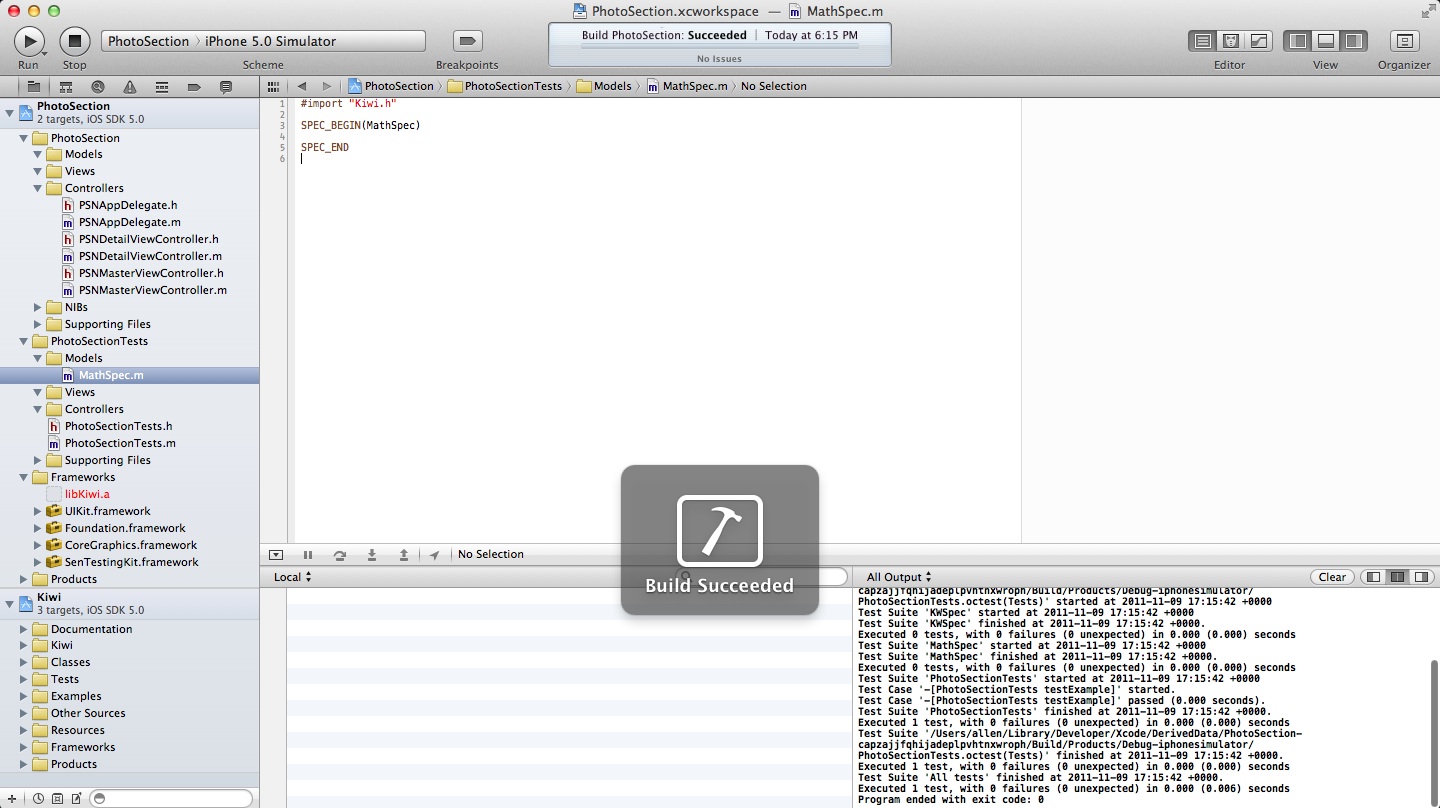 PhotoSection.xcworkspace — MathSpec.m
PhotoSection 〉 iPhone 5.0 Simulator
Build PhotoSection: Succeeded | Today at 6:15 PM
No Issues
Run Stop Scheme Breakpoints Editor View Organizer
PhotoSection 〉 PhotoSectionTests 〉 Models 〉 MathSpec.m 〉 No Selection
PhotoSection
2 targets, iOS SDK 5.0
PhotoSection
Models
Views
Controllers
PSNAppDelegate.h
PSNAppDelegate.m
PSNDetailViewController.h
PSNDetailViewController.m
PSNMasterViewController.h
PSNMasterViewController.m
NIBs
Supporting Files
PhotoSectionTests
Models
MathSpec.m
Views
Controllers
PhotoSectionTests.h
PhotoSectionTests.m
Supporting Files
Frameworks
libKiwi.a
UIKit.framework
Foundation.framework
CoreGraphics.framework
SenTestingKit.framework
Products
Kiwi
3 targets, iOS SDK 5.0
Documentation
Kiwi
Classes
Tests
Examples
Other Sources
Resources
Frameworks
Products
1 #import "Kiwi.h"
2
3 SPEC_BEGIN(MathSpec)
4
5 SPEC_END
6
Build Succeeded
No Selection
Local
All Output
Clear
capzajjfqhijadeplpvhtnxwroph/Build/Products/Debug-iphonesimulator/
PhotoSectionTests.octest(Tests)' started at 2011-11-09 17:15:42 +0000
Test Suite 'KWSpec' started at 2011-11-09 17:15:42 +0000
Test Suite 'KWSpec' finished at 2011-11-09 17:15:42 +0000.
Executed 0 tests, with 0 failures (0 unexpected) in 0.000 (0.000) seconds
Test Suite 'MathSpec' started at 2011-11-09 17:15:42 +0000
Test Suite 'MathSpec' finished at 2011-11-09 17:15:42 +0000.
Executed 0 tests, with 0 failures (0 unexpected) in 0.000 (0.000) seconds
Test Suite 'PhotoSectionTests' started at 2011-11-09 17:15:42 +0000
Test Case '-[PhotoSectionTests testExample]' started.
Test Case '-[PhotoSectionTests testExample]' passed (0.000 seconds).
Test Suite 'PhotoSectionTests' finished at 2011-11-09 17:15:42 +0000.
Executed 1 test, with 0 failures (0 unexpected) in 0.000 (0.000) seconds
Test Suite '/Users/allen/Library/Developer/Xcode/DerivedData/PhotoSection-
capzajjfqhijadeplpvhtnxwroph/Build/Products/Debug-iphonesimulator/
PhotoSectionTests.octest(Tests)' finished at 2011-11-09 17:15:42 +0000.
Executed 1 test, with 0 failures (0 unexpected) in 0.000 (0.000) seconds
Test Suite 'All tests' finished at 2011-11-09 17:15:42 +0000.
Executed 1 test, with 0 failures (0 unexpected) in 0.000 (0.006) seconds
Program ended with exit code: 0